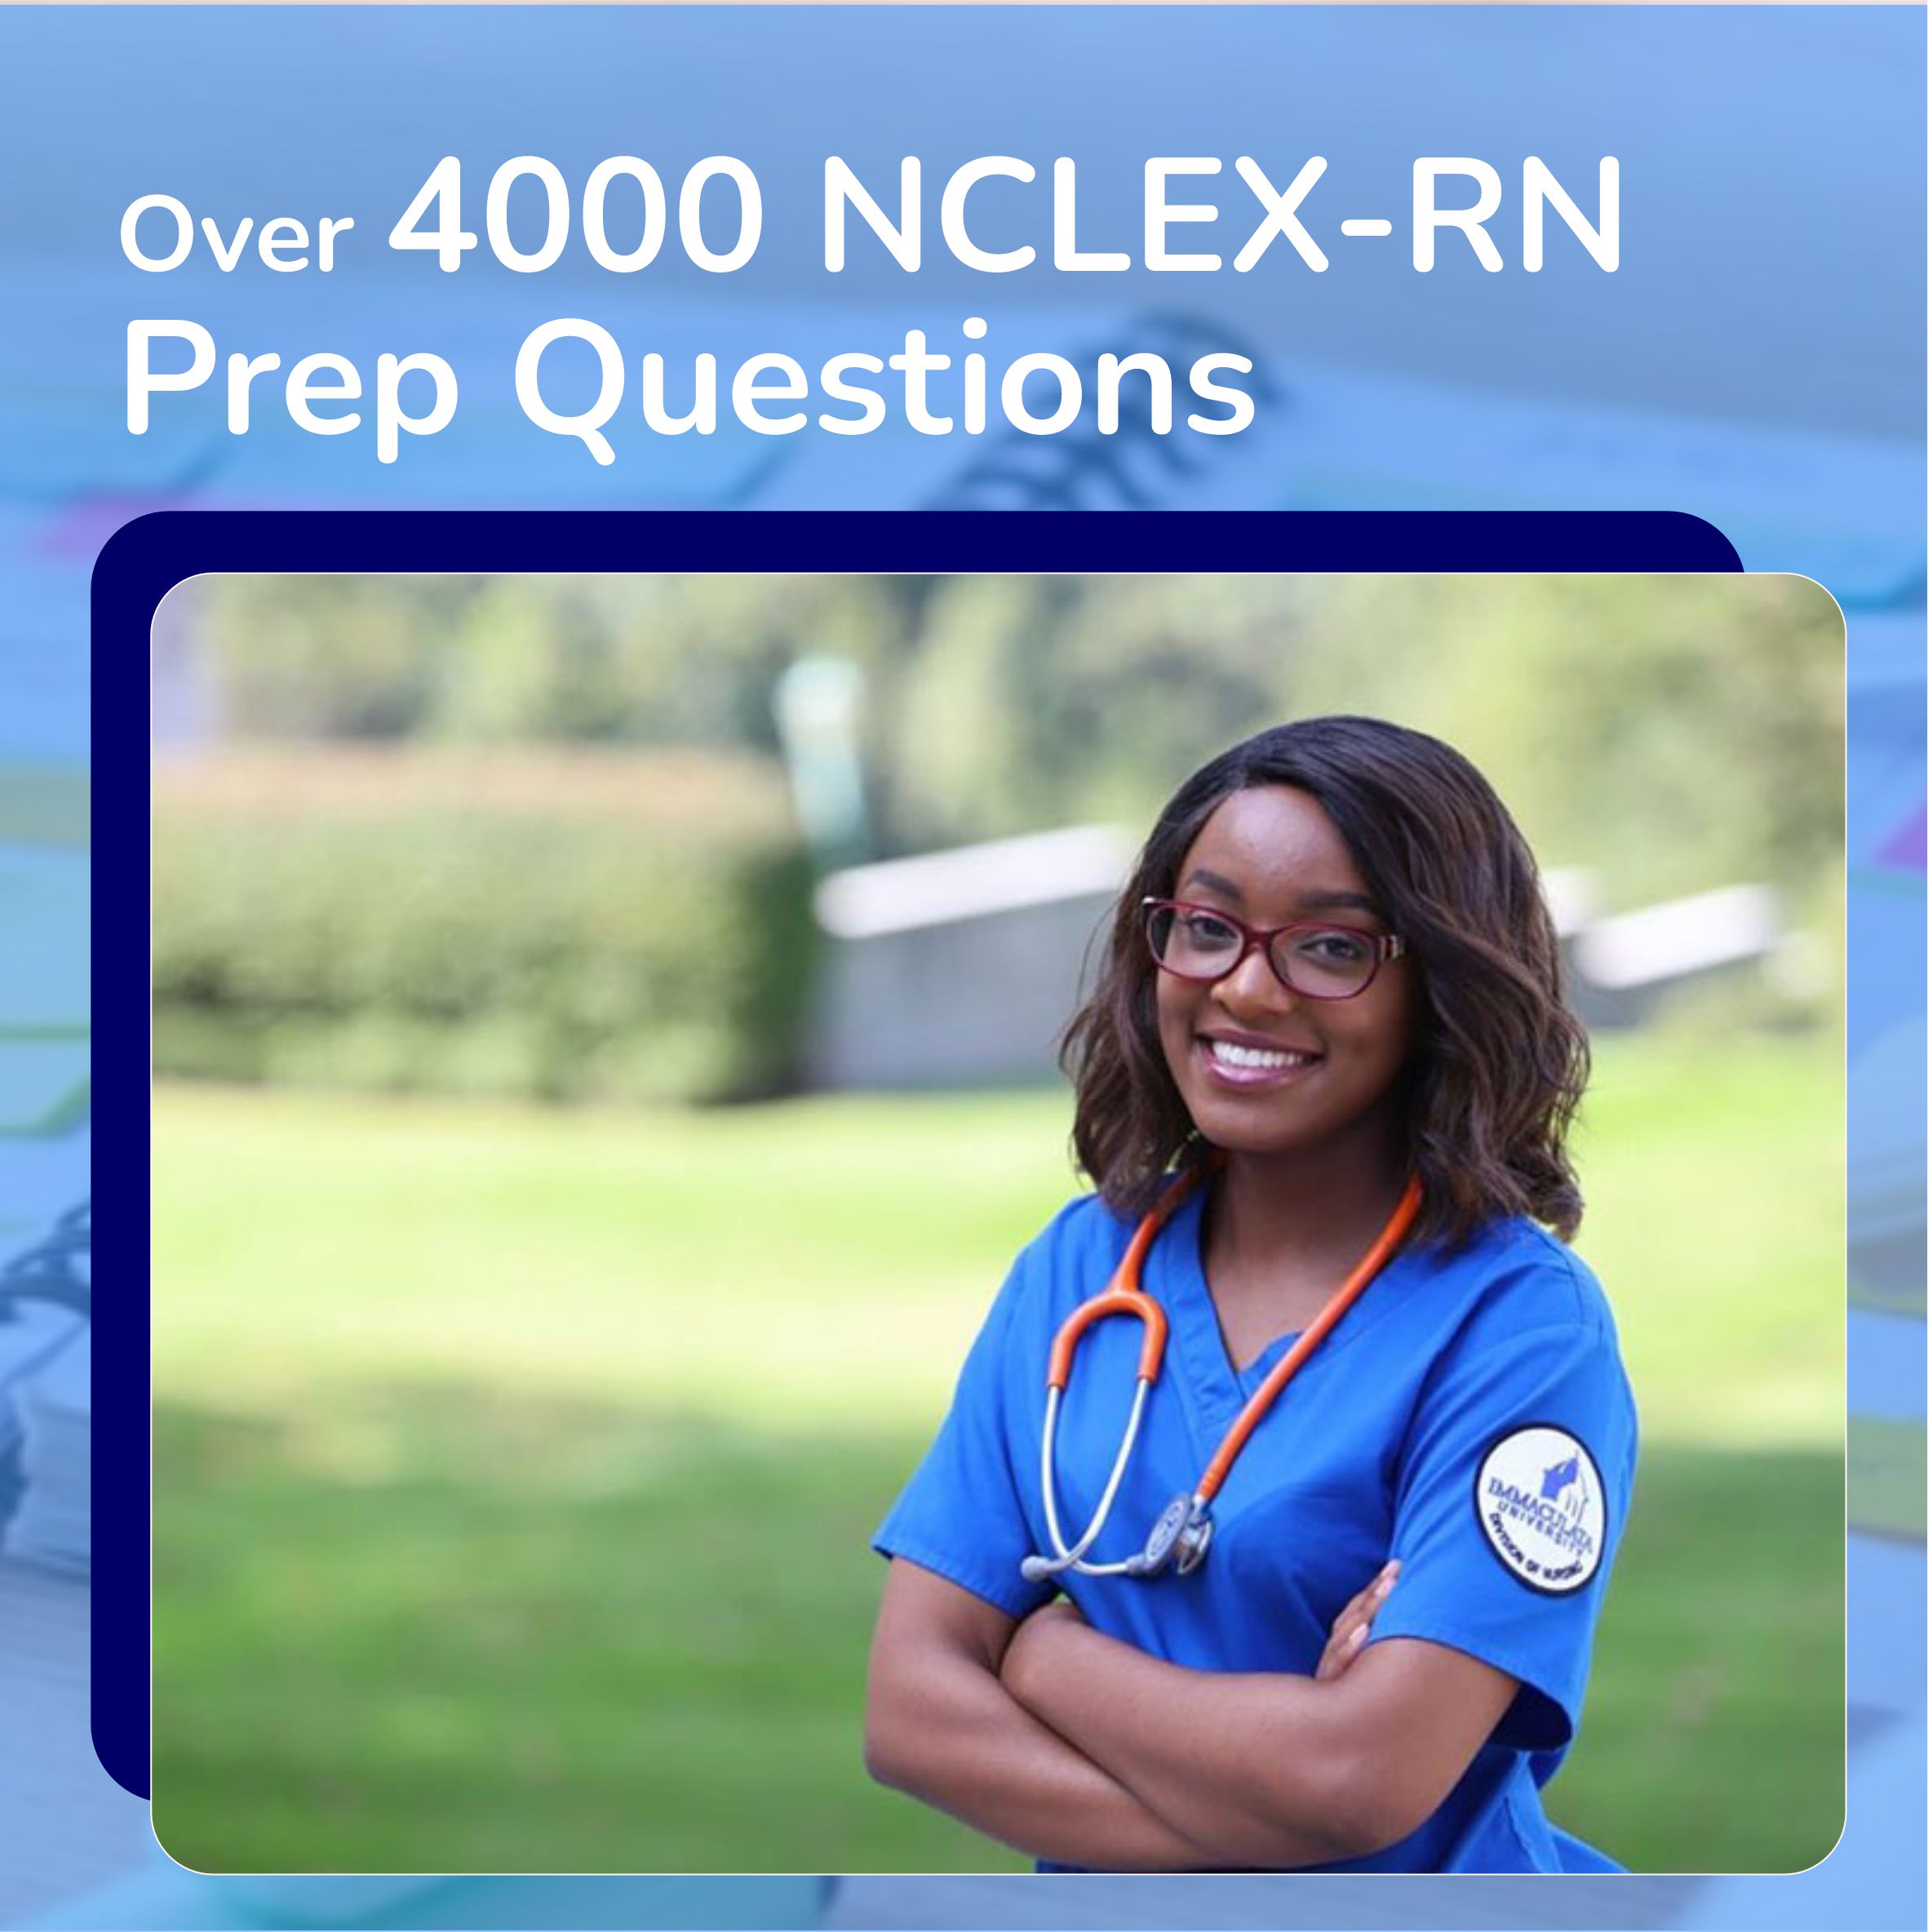 Over 4000 NCLEX-RN
Prep Questions
IMMACULATA
UNIVERSITY
DIVISION OF NURSING